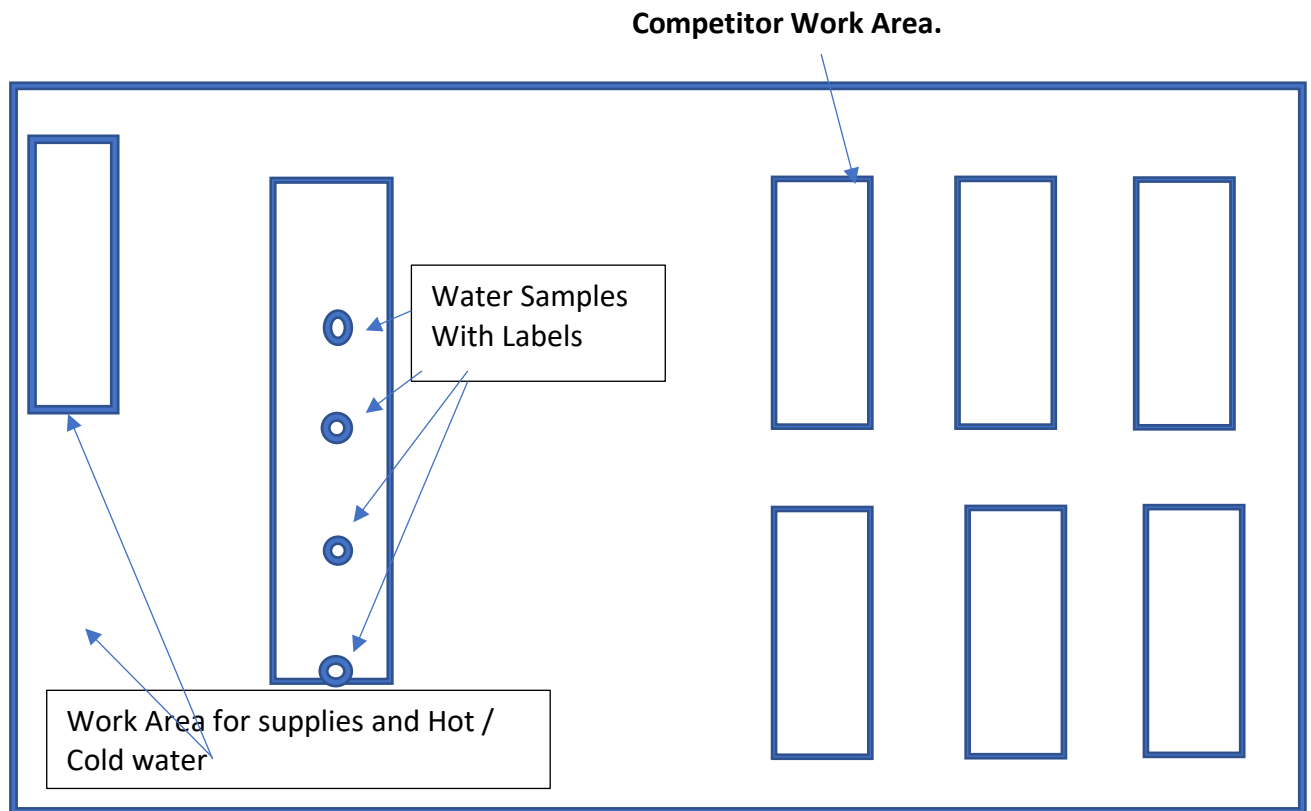 Competitor Work Area.
Water Samples
With Labels
Work Area for supplies and Hot /
Cold water